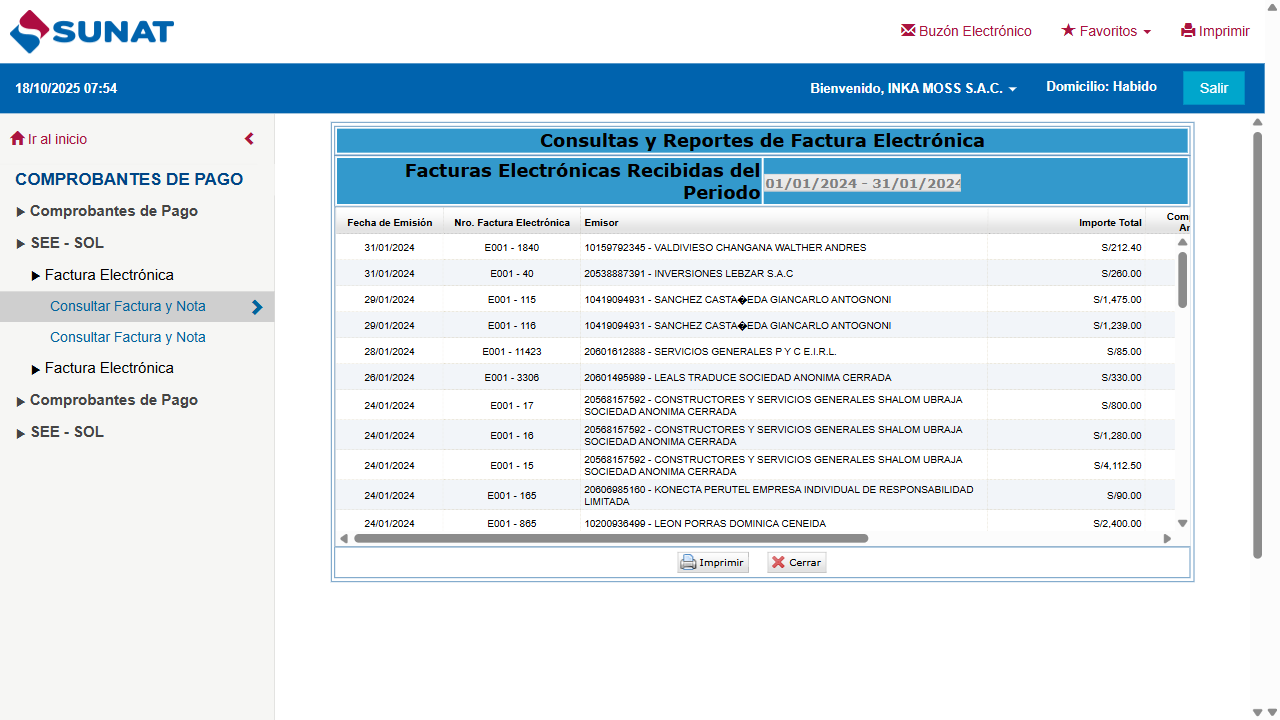 SUNAT
Buzón Electrónico
Favoritos
Imprimir
18/10/2025 07:54
Bienvenido, INKA MOSS S.A.C.
Domicilio: Habido
Salir
Ir al inicio
COMPROBANTES DE PAGO
Comprobantes de Pago
SEE - SOL
Factura Electrónica
Consultar Factura y Nota
Consultar Factura y Nota
Factura Electrónica
Comprobantes de Pago
SEE - SOL
Consultas y Reportes de Factura Electrónica
Facturas Electrónicas Recibidas del
Periodo
01/01/2024 - 31/01/2024
Fecha de Emisión Nro. Factura Electrónica Emisor Importe Total
31/01/2024 E001 - 1840 10159792345 - VALDIVIESO CHANGANA WALTHER ANDRES S/212.40
31/01/2024 E001 - 40 20538887391 - INVERSIONES LEBZAR S.A.C S/260.00
29/01/2024 E001 - 115 10419094931 - SANCHEZ CASTA�EDA GIANCARLO ANTOGNONI S/1,475.00
29/01/2024 E001 - 116 10419094931 - SANCHEZ CASTA�EDA GIANCARLO ANTOGNONI S/1,239.00
28/01/2024 E001 - 11423 20601612888 - SERVICIOS GENERALES P Y C E.I.R.L. S/85.00
26/01/2024 E001 - 3306 20601495989 - LEALS TRADUCE SOCIEDAD ANONIMA CERRADA S/330.00
24/01/2024 E001 - 17 20568157592 - CONSTRUCTORES Y SERVICIOS GENERALES SHALOM UBRAJA
SOCIEDAD ANONIMA CERRADA S/800.00
24/01/2024 E001 - 16 20568157592 - CONSTRUCTORES Y SERVICIOS GENERALES SHALOM UBRAJA
SOCIEDAD ANONIMA CERRADA S/1,280.00
24/01/2024 E001 - 15 20568157592 - CONSTRUCTORES Y SERVICIOS GENERALES SHALOM UBRAJA
SOCIEDAD ANONIMA CERRADA S/4,112.50
24/01/2024 E001 - 165 20606985160 - KONECTA PERUTEL EMPRESA INDIVIDUAL DE RESPONSABILIDAD
LIMITADA S/90.00
24/01/2024 E001 - 865 10200936499 - LEON PORRAS DOMINICA CENEIDA S/2,400.00
Imprimir
Cerrar